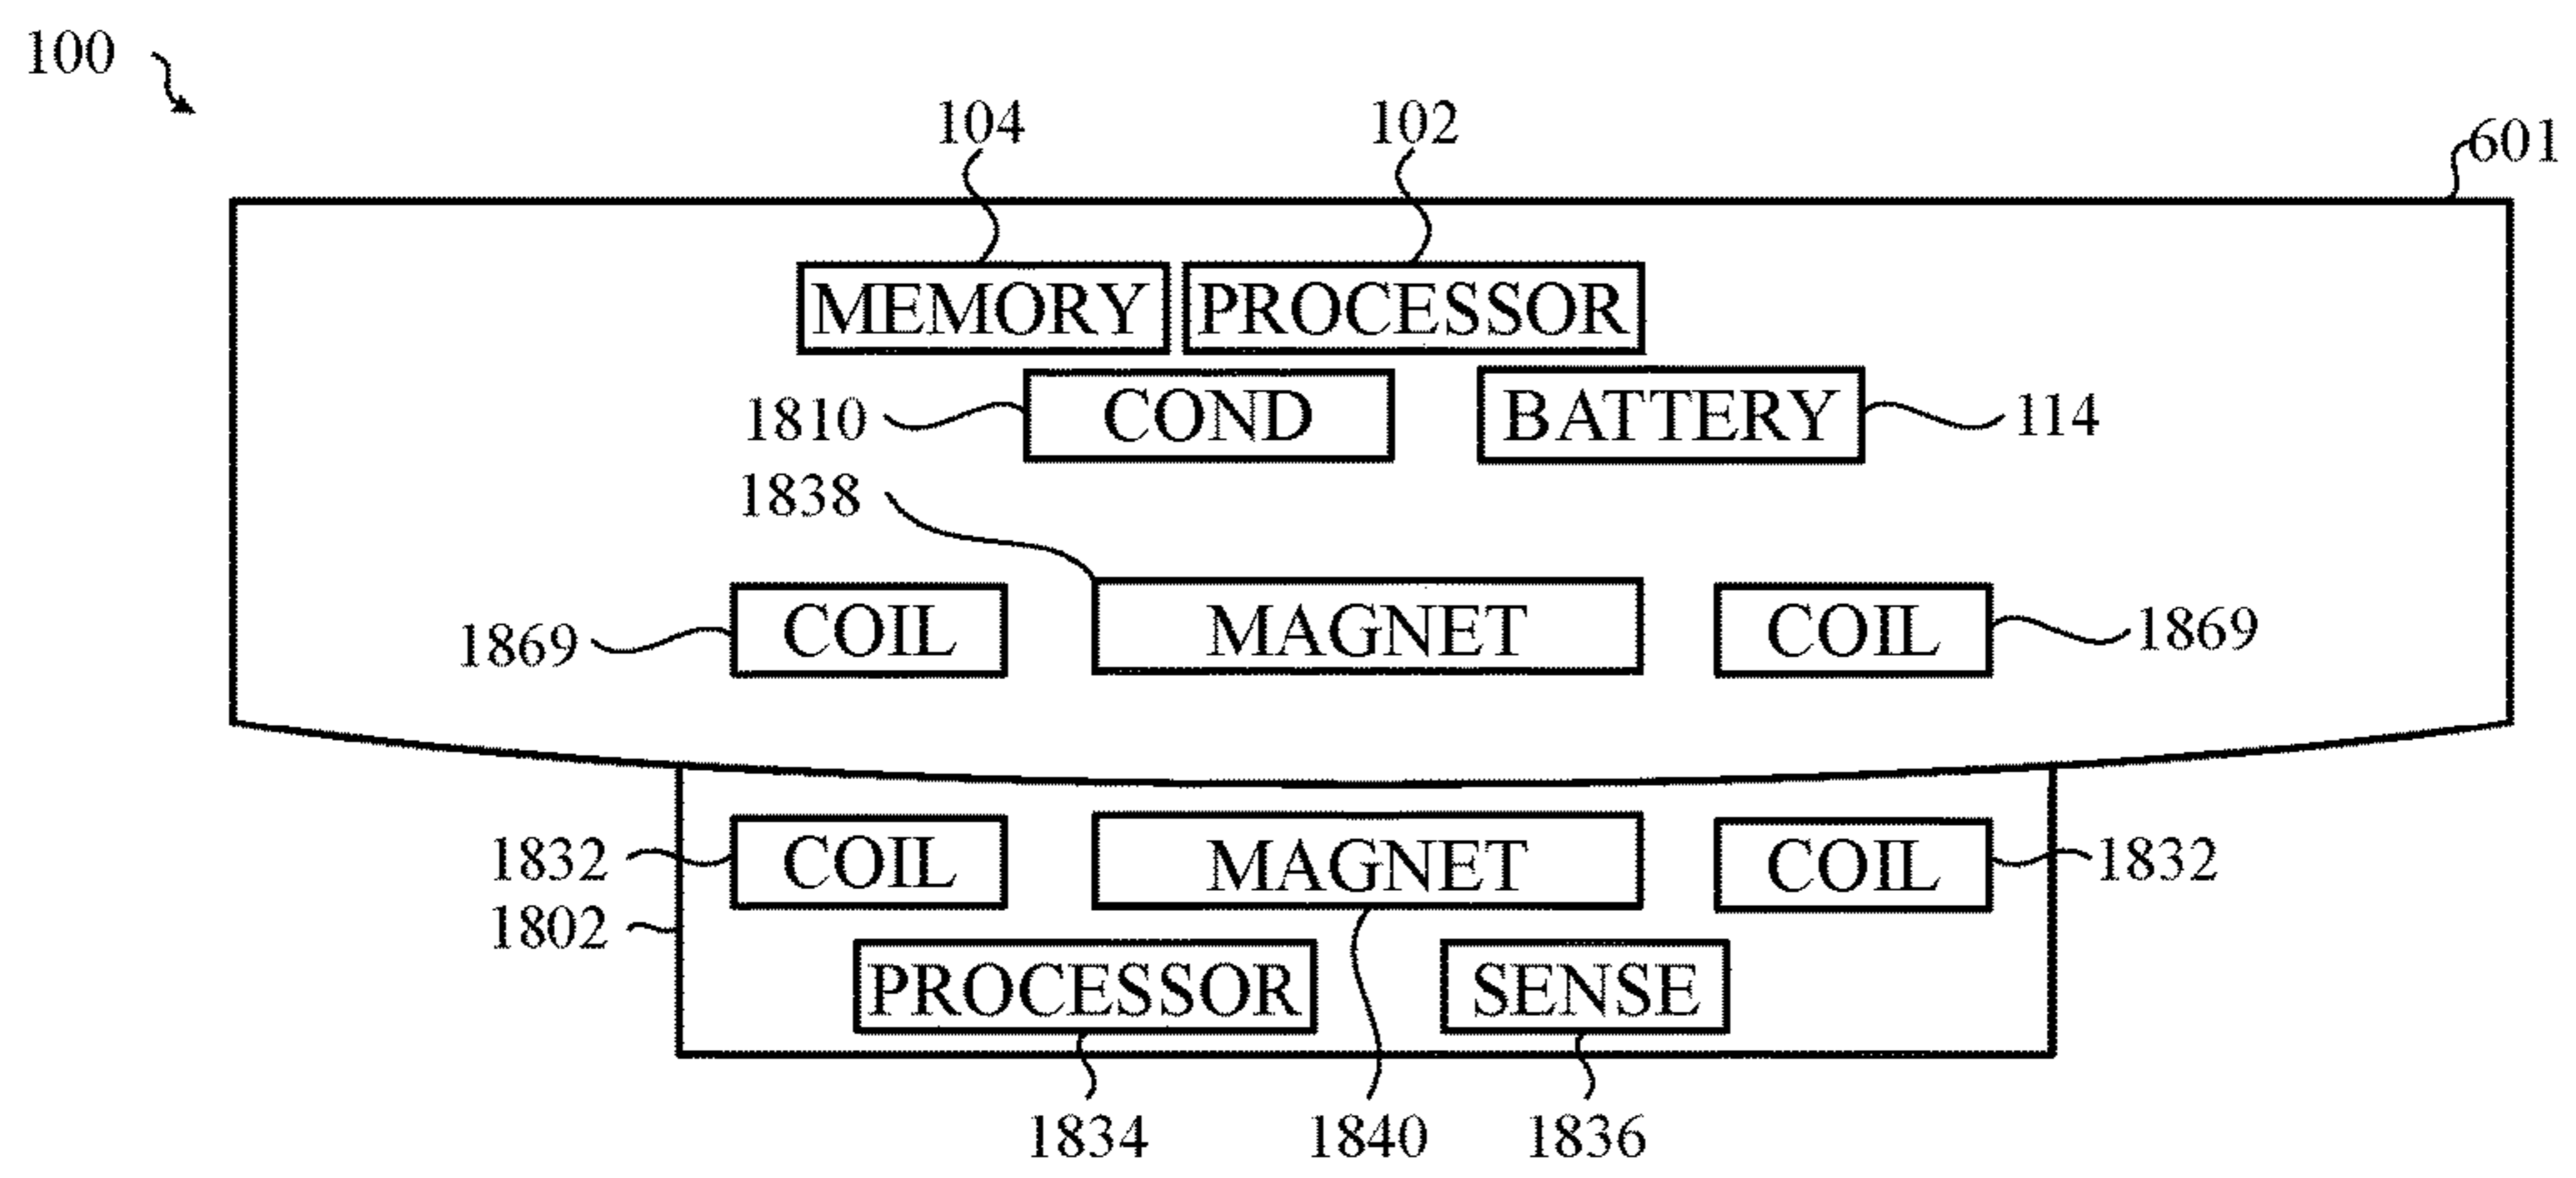 100
104 102 601
MEMORY PROCESSOR
1810 COND BATTERY 114
1838
1869 COIL MAGNET COIL 1869
1832 COIL MAGNET COIL 1832
1802
PROCESSOR SENSE
1834 1840 1836